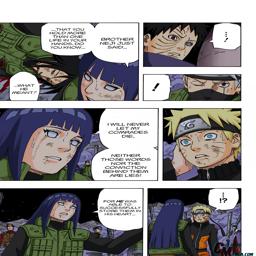 ...!
BROTHER
NEJI JUST
SAID...
...THAT YOU
HOLD MORE
THAN ONE
LIFE IN YOUR
HANDS. DO YOU
KNOW...
...WHAT
HE
MEANT?
I WILL
NEVER LET
MY
COMRADES
DIE.
NEITHER
THOSE WORDS
NOR THE
CONVICTION
BEHIND THEM
ARE LIES!
!?
FOR HE WAS
ABLE TO
SUCCESSFULLY
STORE THEM IN
HIS HEART...